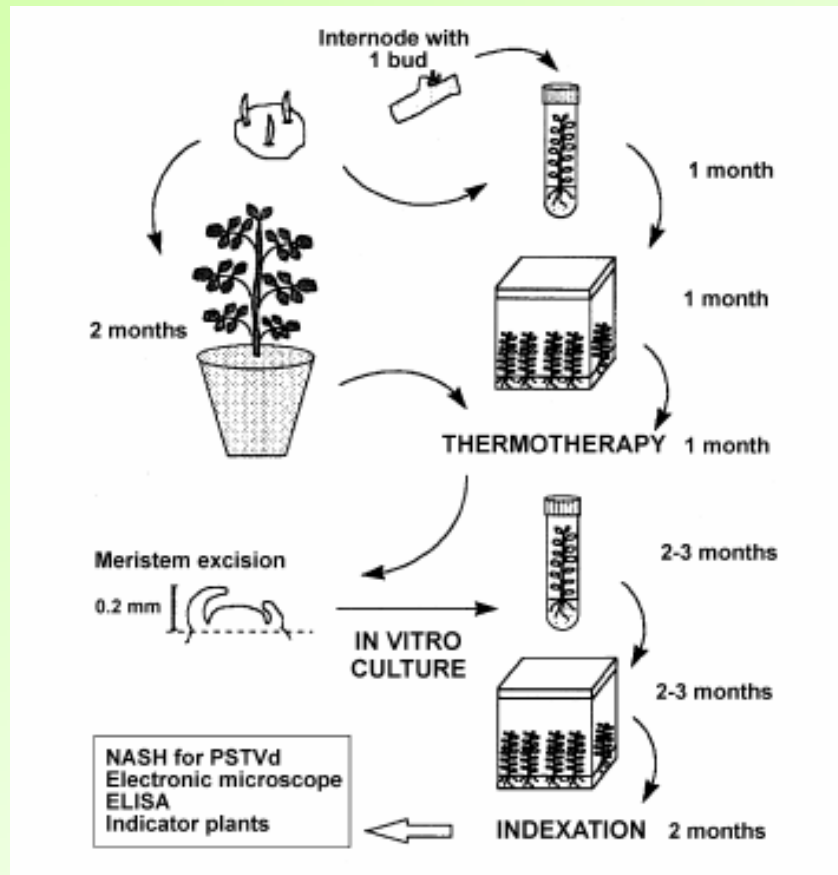 Internode with
1 bud
1 month
1 month
2 months
THERMOTHERAPY 1 month
Meristem excision
0.2 mm
2-3 months
IN VITRO
CULTURE
2-3 months
NASH for PSTVd
Electronic microscope
ELISA
Indicator plants
INDEXATION 2 months